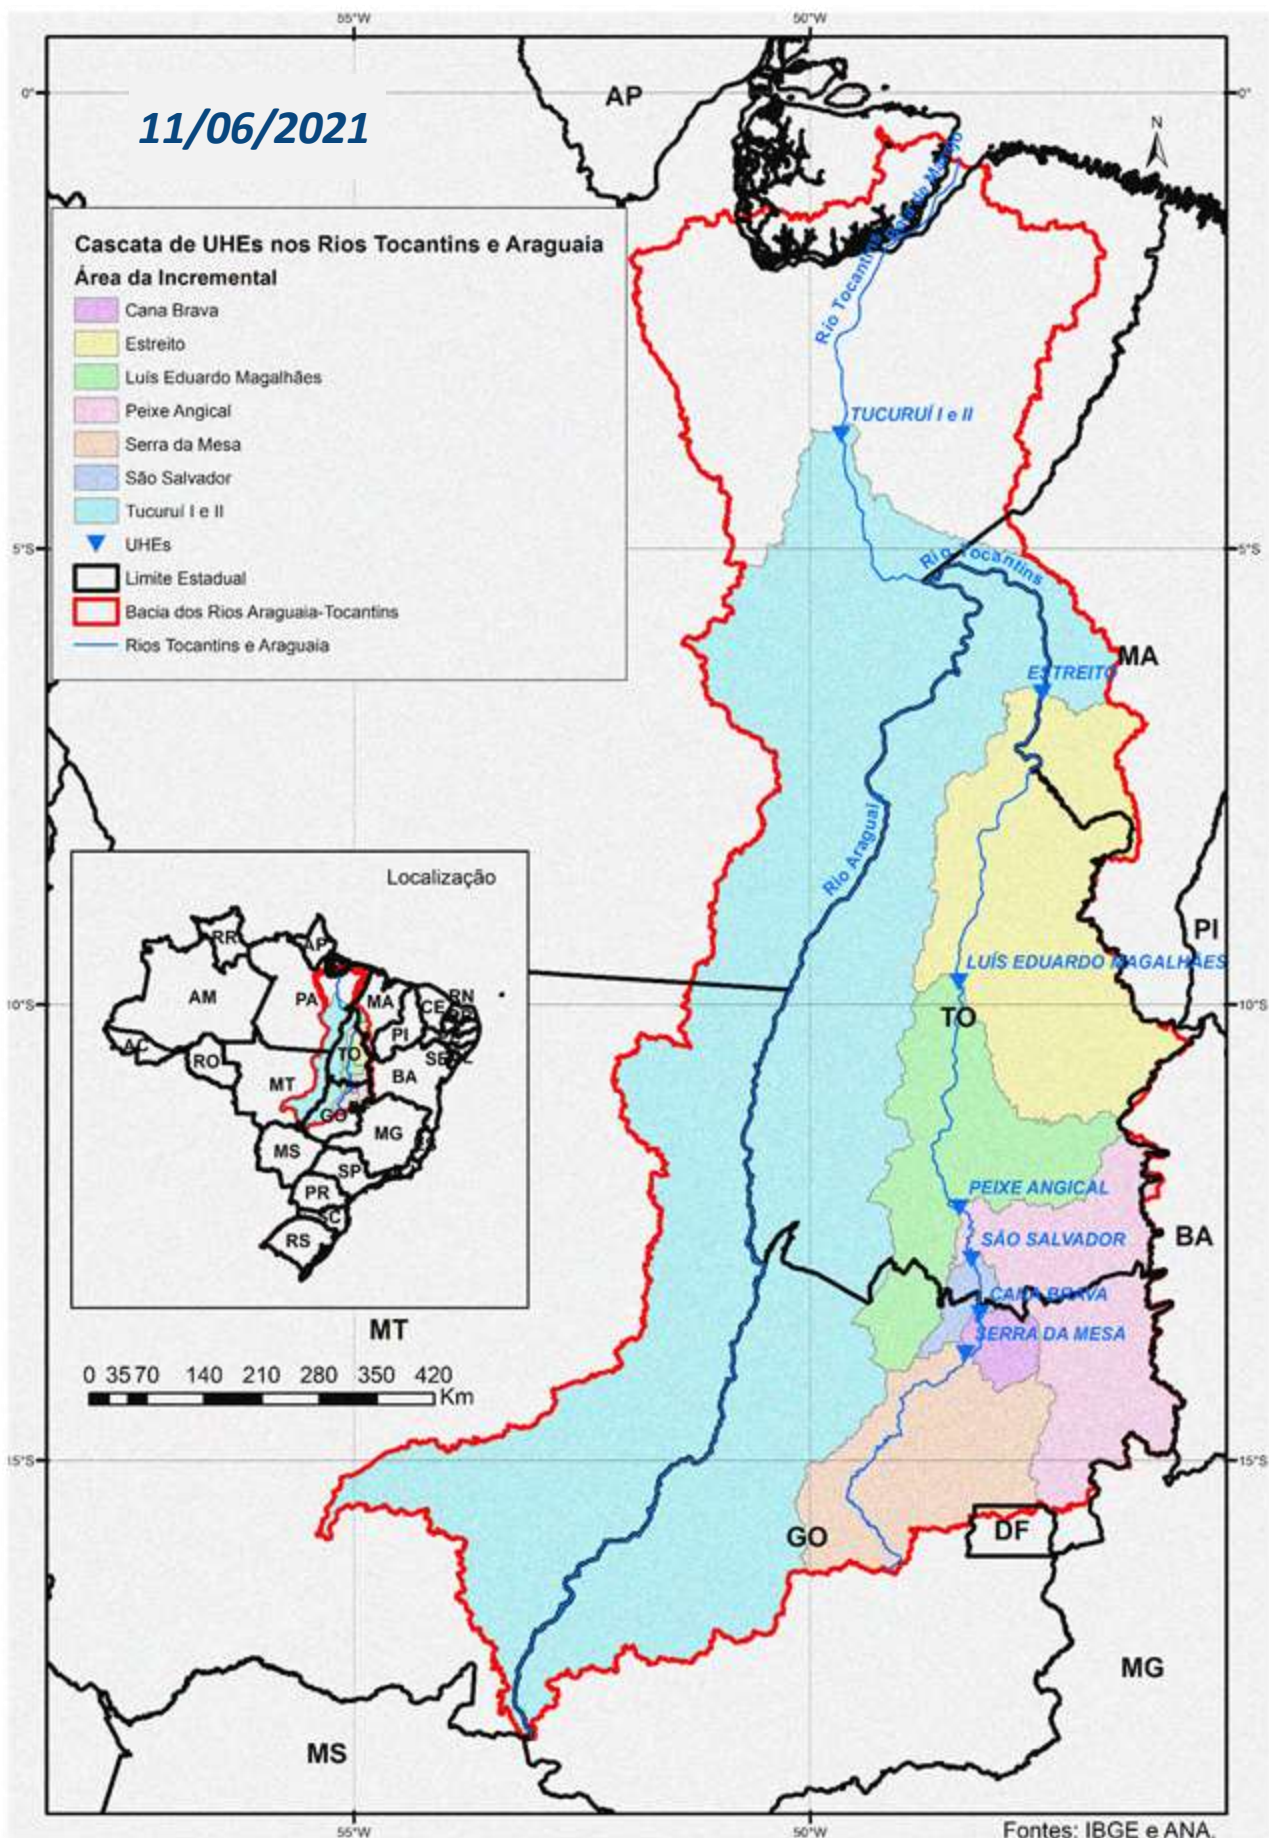 55°W
50°W
0°
AP
0°
11/06/2021
N
Cascata de UHEs nos Rios Tocantins e Araguaia
Área da Incremental
Cana Brava
Estreito
Luís Eduardo Magalhães
Peixe Angical
Serra da Mesa
São Salvador
Tucuruí I e II
UHEs
Limite Estadual
Bacia dos Rios Araguaia-Tocantins
Rios Tocantins e Araguaia
Rio Tocantins
TUCURUÍ I e II
5°S
5°S
Rio Tocantins
MA
ESTREITO
Rio Araguai
PI
LUÍS EDUARDO MAGALHÃES
10°S
TO
Localização
RR
AP
AM
PA
MA
CE
RN
PI
AC
RO
TO
SE
MT
BA
GO
MS
MG
SP
PR
RS
PEIXE ANGICAL
SÃO SALVADOR
BA
CANA BRAVA
SERRA DA MESA
MT
0 35 70 140 210 280 350 420
Km
15°S
15°S
GO
DF
MG
MS
55°W
50°W
Fontes: IBGE e ANA.